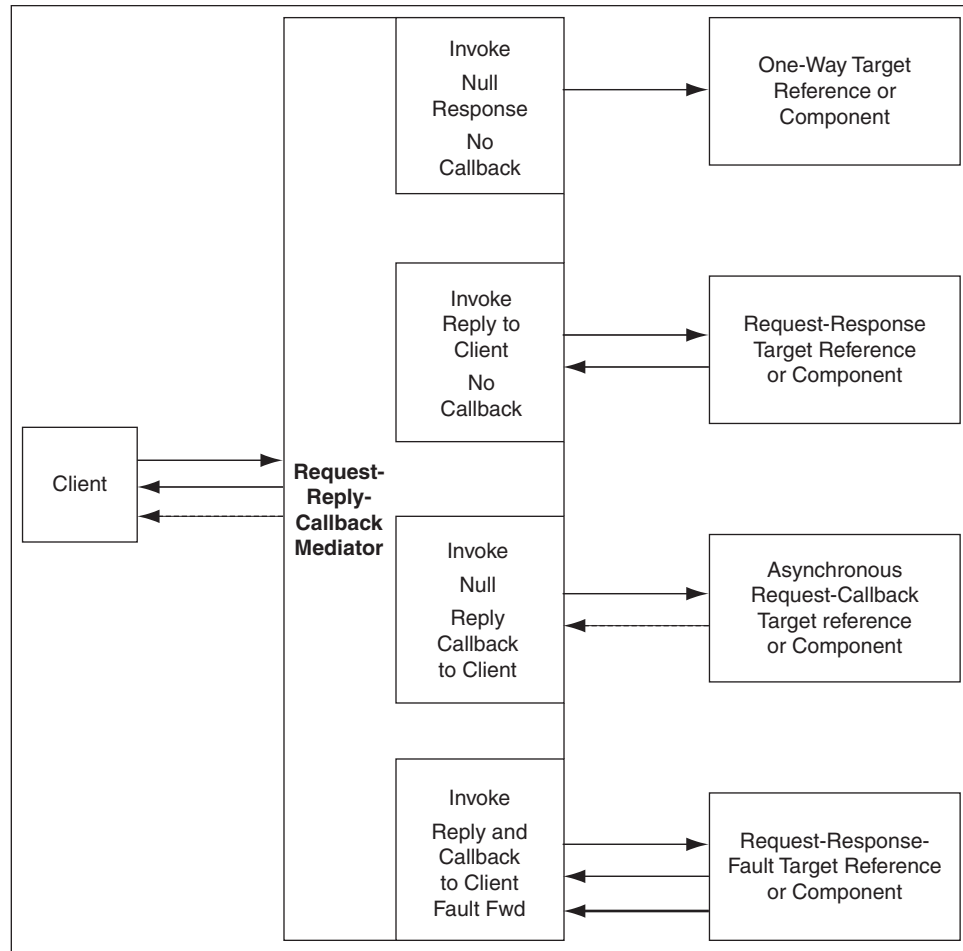 Client
Request-
Reply-
Callback
Mediator
Invoke
Null
Response
No
Callback
One-Way Target
Reference or
Component
Invoke
Reply to
Client
No
Callback
Request-Response
Target Reference
or Component
Invoke
Null
Reply
Callback
to Client
Asynchronous
Request-Callback
Target reference
or Component
Invoke
Reply and
Callback
to Client
Fault Fwd
Request-Response-
Fault Target Reference
or Component